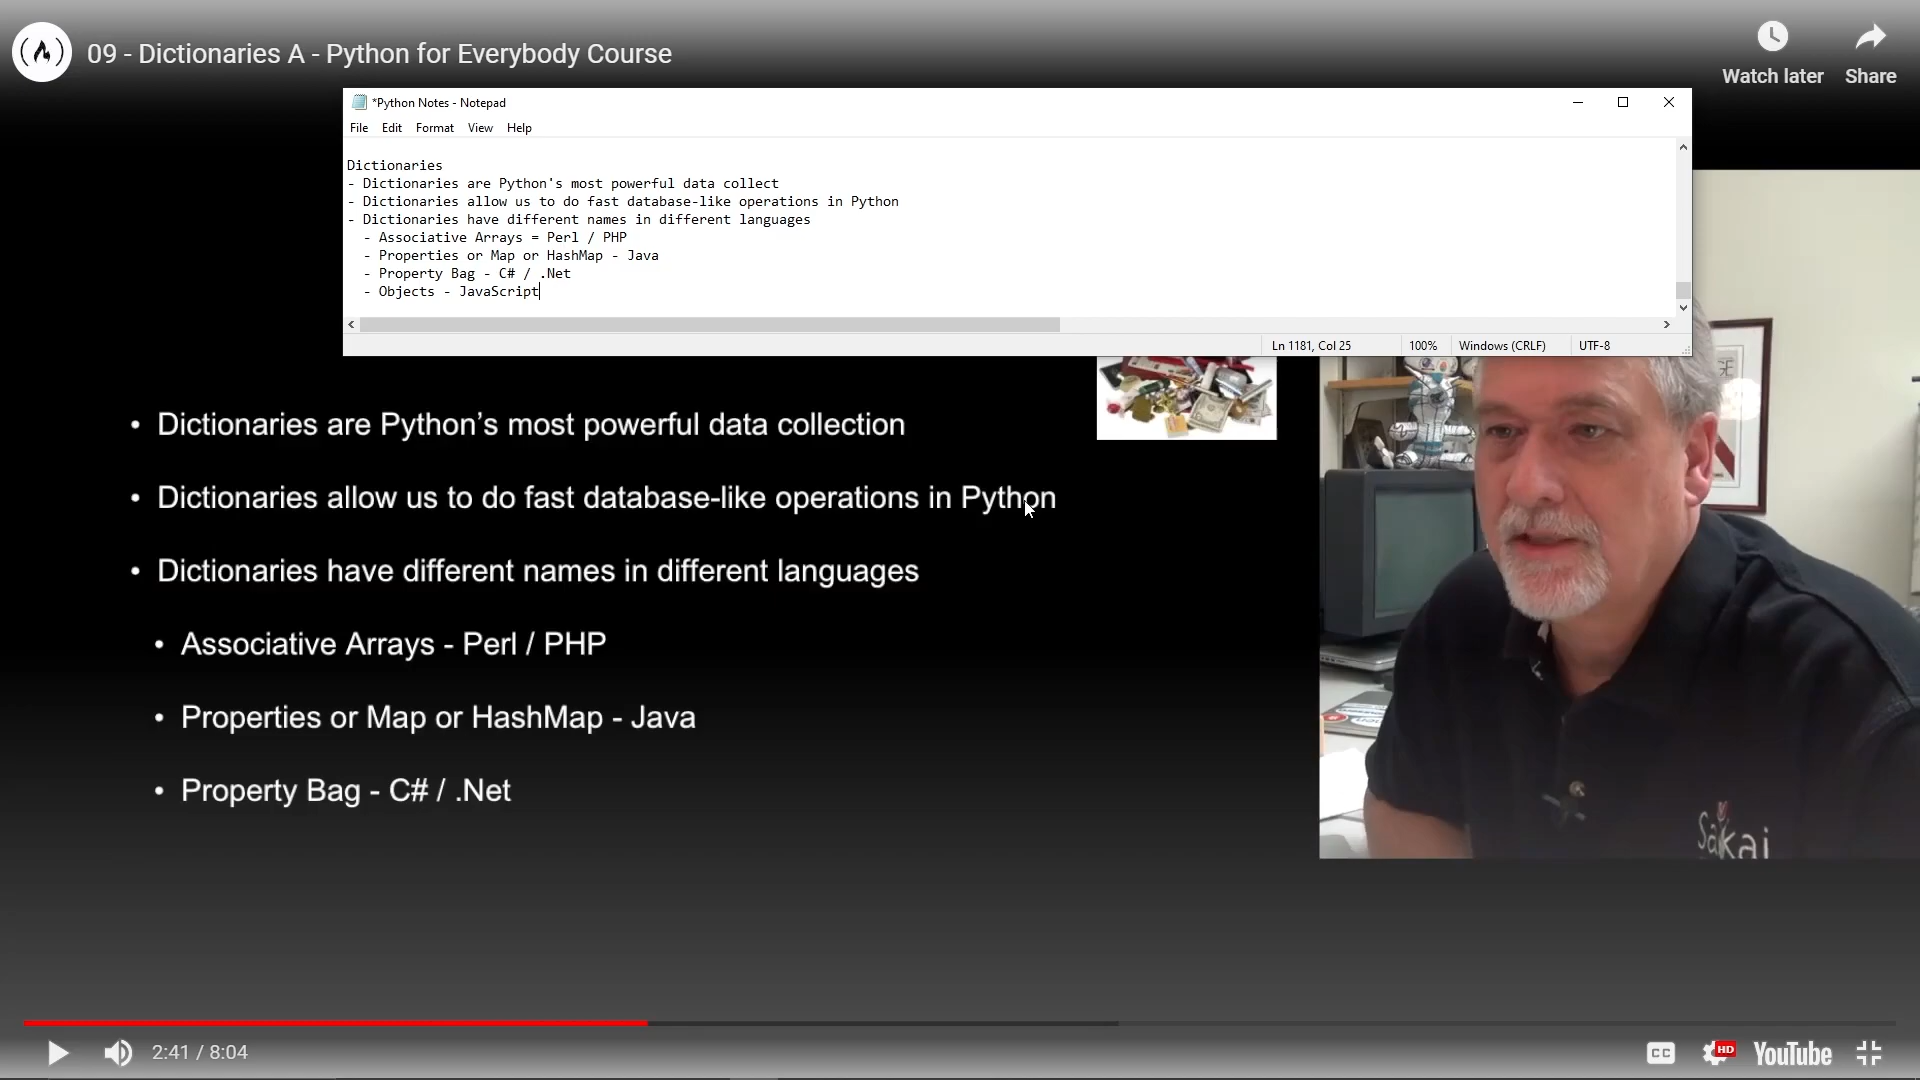 09 - Dictionaries A - Python for Everybody Course
Watch later
Share
*Python Notes - Notepad
File Edit Format View Help
Dictionaries
- Dictionaries are Python's most powerful data collect
- Dictionaries allow us to do fast database-like operations in Python
- Dictionaries have different names in different languages
- Associative Arrays = Perl / PHP
- Properties or Map or HashMap - Java
- Property Bag - C# / .Net
- Objects - JavaScript
Ln 1181, Col 25 100% Windows (CRLF) UTF-8
• Dictionaries are Python’s most powerful data collection
• Dictionaries allow us to do fast database-like operations in Python
• Dictionaries have different names in different languages
• Associative Arrays - Perl / PHP
• Properties or Map or HashMap - Java
• Property Bag - C# / .Net
Sakai
2:41 / 8:04
CC
HD
YouTube